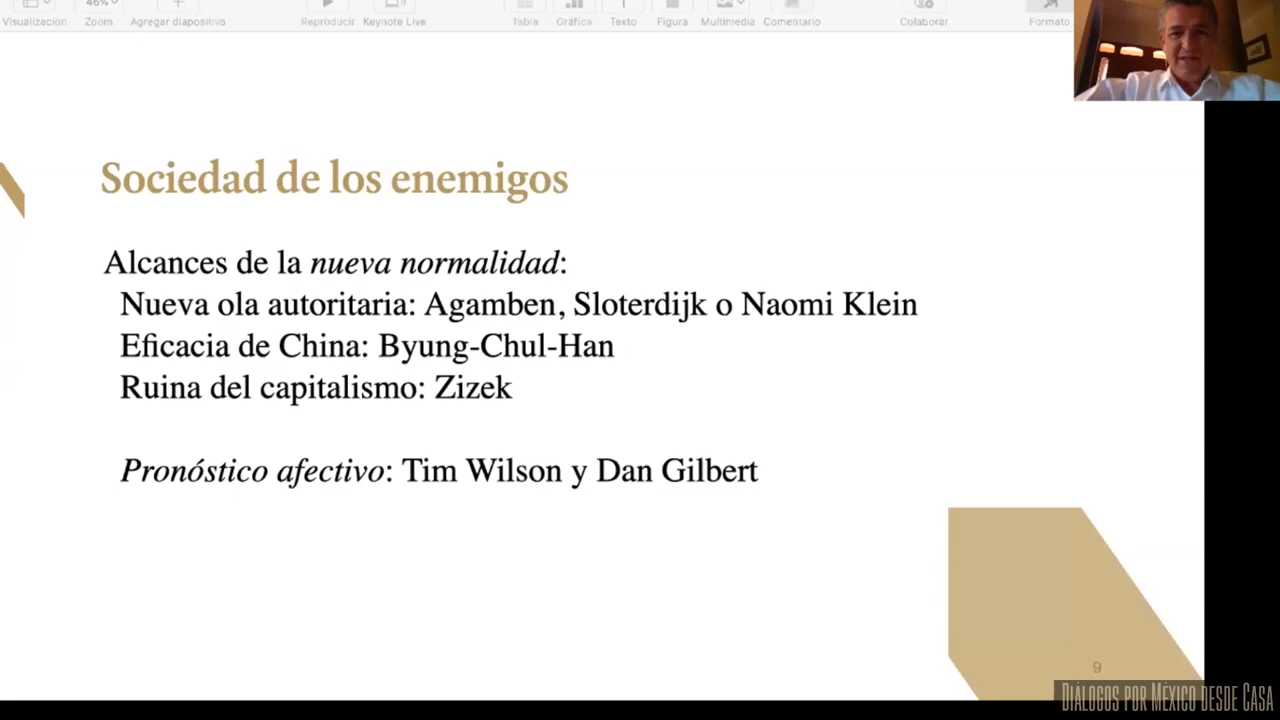 Visualización Zoom Agregar diapositiva Reproducir Keynote Live Tabla Gráfica Texto Figura Multimedia Comentario Colaborar Formato
46%
Sociedad de los enemigos
Alcances de la nueva normalidad:
Nueva ola autoritaria: Agamben, Sloterdijk o Naomi Klein
Eficacia de China: Byung-Chul-Han
Ruina del capitalismo: Zizek
Pronóstico afectivo: Tim Wilson y Dan Gilbert
9
DIÁLOGOS POR MÉXICO DESDE CASA